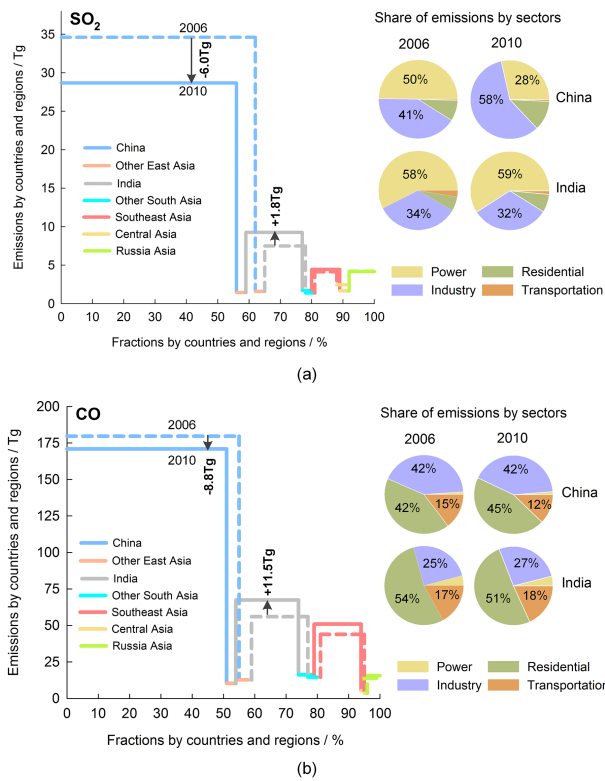 SO2
Share of emissions by sectors
2006
2010
50%
41%
28%
58%
China
58%
34%
59%
32%
India
Power
Residential
Industry
Transportation
Emissions by countries and regions / Tg
35
30
25
20
15
10
5
0
2006
-6.0Tg
2010
China
Other East Asia
India
Other South Asia
Southeast Asia
Central Asia
Russia Asia
+1.8Tg
0 10 20 30 40 50 60 70 80 90 100
Fractions by countries and regions / %
(a)
CO
Share of emissions by sectors
2006
2010
42%
42%
15%
42%
45%
12%
China
25%
54%
17%
27%
51%
18%
India
Power
Residential
Industry
Transportation
Emissions by countries and regions / Tg
200
175
150
125
100
75
50
25
0
2006
2010
-8.8Tg
China
Other East Asia
India
Other South Asia
Southeast Asia
Central Asia
Russia Asia
+11.5Tg
0 10 20 30 40 50 60 70 80 90 100
Fractions by countries and regions / %
(b)